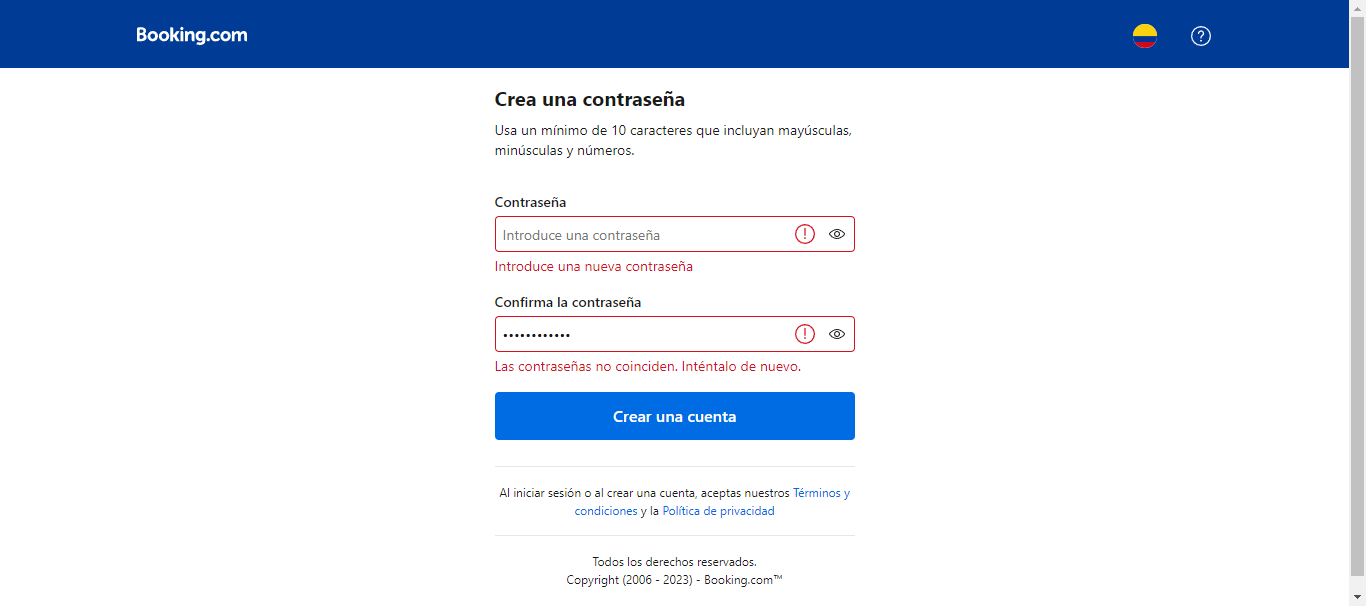 Booking.com
Crea una contraseña
Usa un mínimo de 10 caracteres que incluyan mayúsculas,
minúsculas y números.
Contraseña
Introduce una contraseña
Introduce una nueva contraseña
Confirma la contraseña
••••••••••••
Las contraseñas no coinciden. Inténtalo de nuevo.
Crear una cuenta
Al iniciar sesión o al crear una cuenta, aceptas nuestros Términos y
condiciones y la Política de privacidad
Todos los derechos reservados.
Copyright (2006 - 2023) - Booking.com™